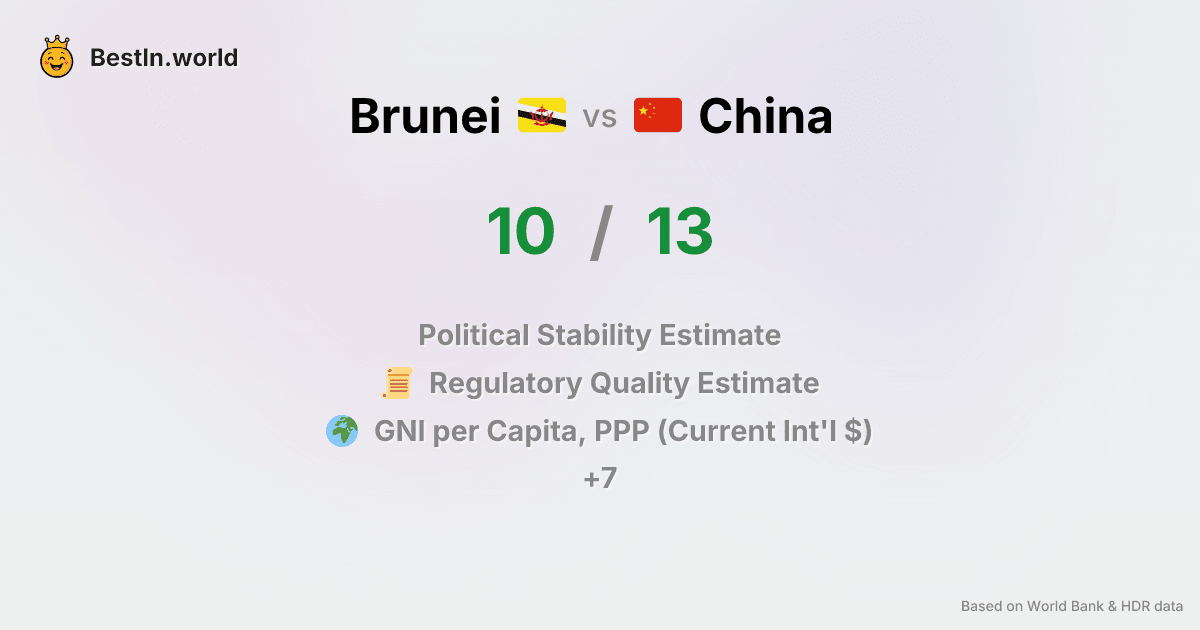 BestIn.world
Brunei vs China
10 / 13
Political Stability Estimate
Regulatory Quality Estimate
GNI per Capita, PPP (Current Int'l $)
+7
Based on World Bank & HDR data